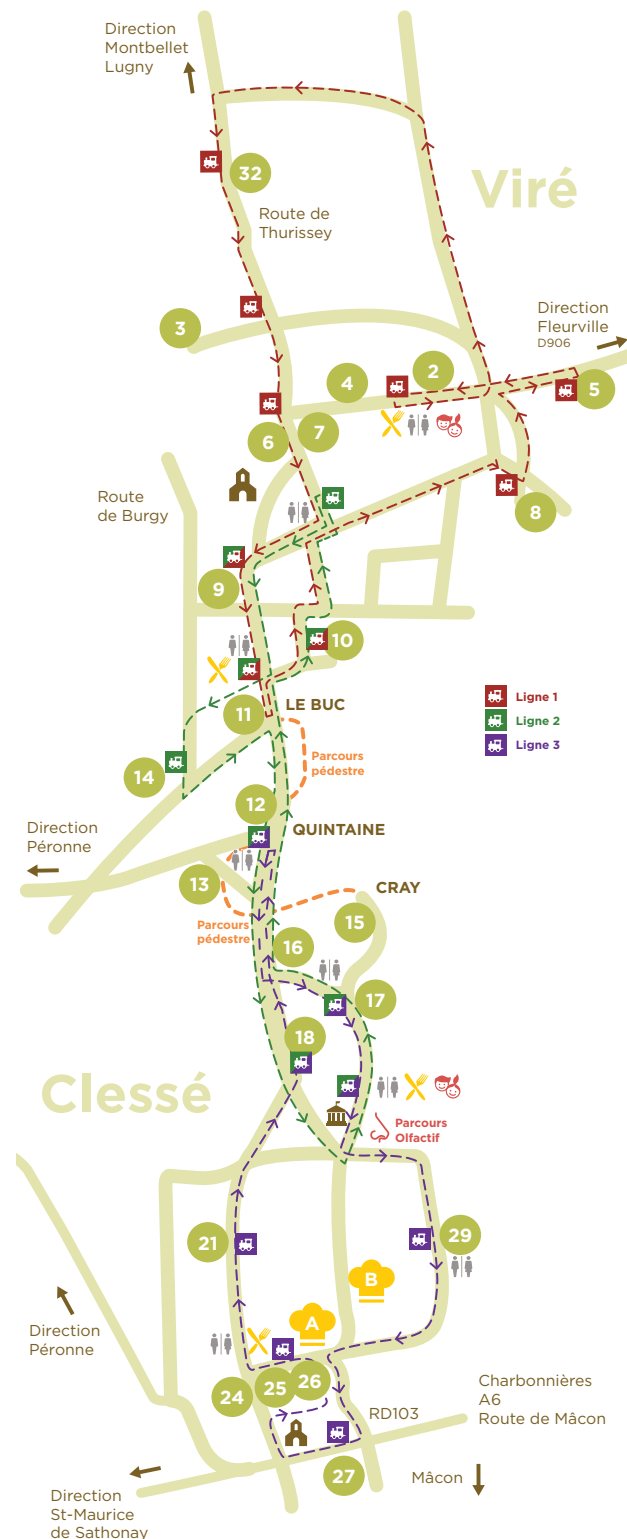 Direction
Montbellet
Lugny
Viré
32
Route de
Thurissey
3
Direction
Fleurville
D906
4
2
5
6
7
Route
de Burgy
8
9
10
11
LE BUC
Ligne 1
Ligne 2
Ligne 3
Parcours
pédestre
14
12
QUINTAINE
Direction
Péronne
13
CRAY
15
Parcours
pédestre
16
17
18
Clessé
Parcours
Olfactif
21
29
B
A
Direction
Péronne
24
25
26
Charbonnières
A6
Route de Mâcon
RD103
27
Mâcon
Direction
St-Maurice
de Sathonay